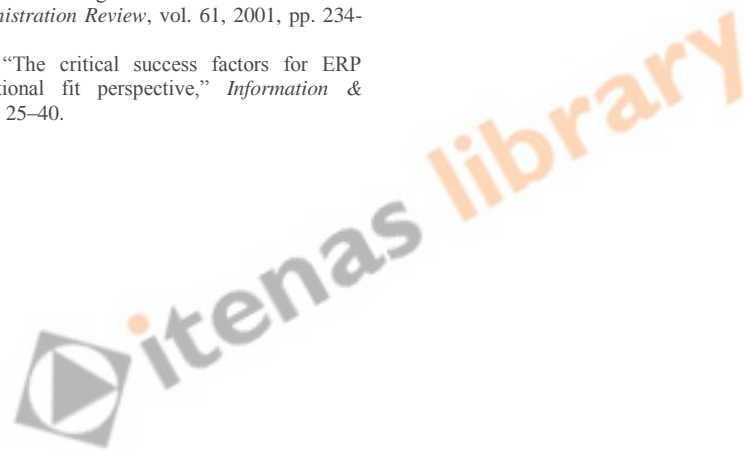 nistration Review, vol. 61, 2001, pp. 234-
“The critical success factors for ERP
tional fit perspective,” Information &
25–40.
itenas library